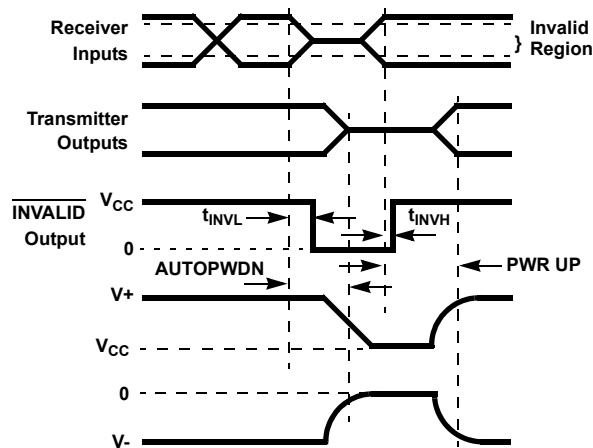 Receiver
Inputs
} Invalid
Region
Transmitter
Outputs
INVALID
Output
VCC
0
tINVL
tINVH
AUTOPWDN
PWR UP
V+
VCC
0
V-